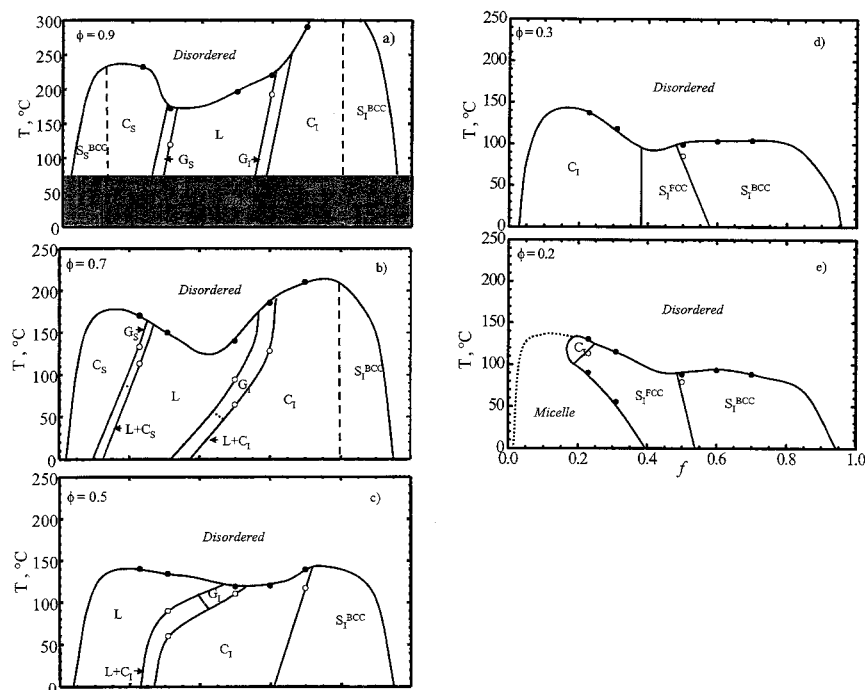 ϕ = 0.9
a)
Disordered
S_S^BCC
C_S
G_S
L
G_I
C_I
S_I^BCC
300
250
200
150
100
50
0
T, °C
ϕ = 0.7
b)
Disordered
G_S
C_S
L
G_I
C_I
S_I^BCC
L+C_S
L+C_I
250
200
150
100
50
0
T, °C
ϕ = 0.5
c)
Disordered
L
G_I
C_I
S_I^BCC
L+C_I
250
200
150
100
50
0
T, °C
ϕ = 0.3
d)
Disordered
C_I
S_I^FCC
S_I^BCC
250
200
150
100
50
0
T, °C
ϕ = 0.2
e)
Disordered
C_I
S_I^FCC
S_I^BCC
Micelle
250
200
150
100
50
0
T, °C
0.0 0.2 0.4 0.6 0.8 1.0
f